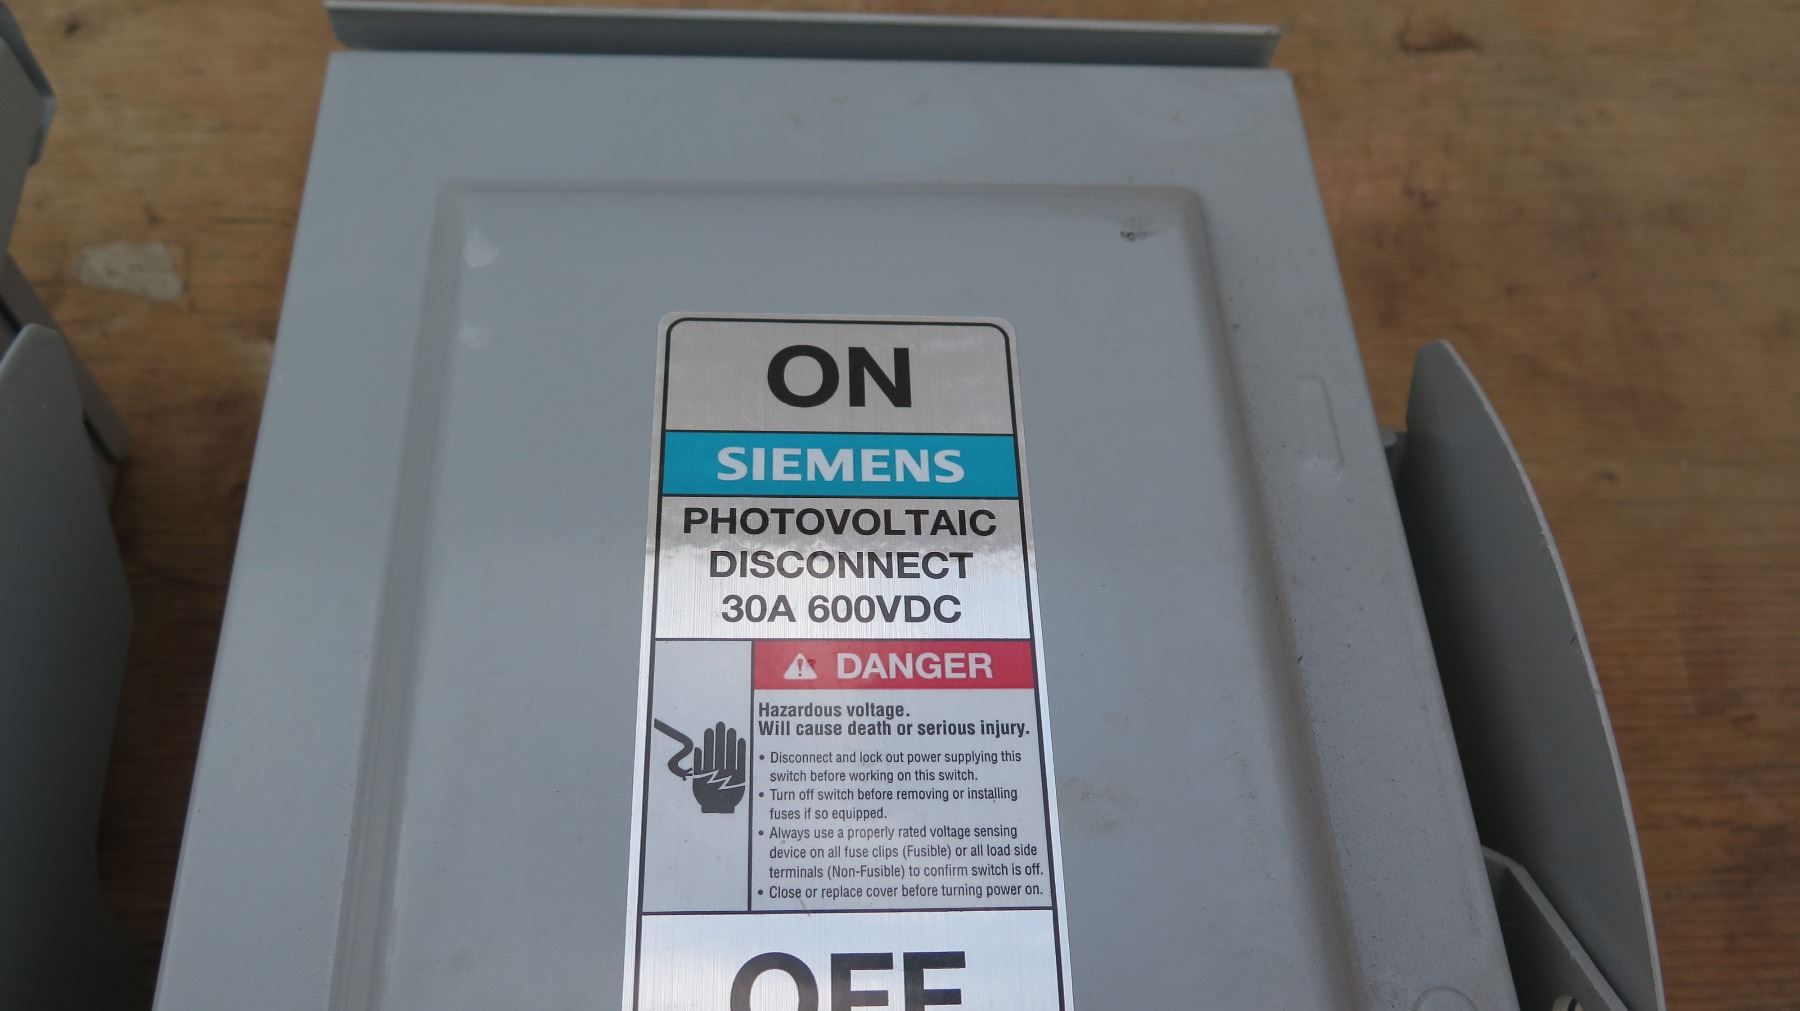 ON
SIEMENS
PHOTOVOLTAIC
DISCONNECT
30A 600VDC
DANGER
Hazardous voltage.
Will cause death or serious injury.
• Disconnect and lock out power supplying this
switch before working on this switch.
• Turn off switch before removing or installing
fuses if so equipped.
• Always use a properly rated voltage sensing
device on all fuse clips (Fusible) or all load side
terminals (Non-Fusible) to confirm switch is off.
• Close or replace cover before turning power on.
OFF